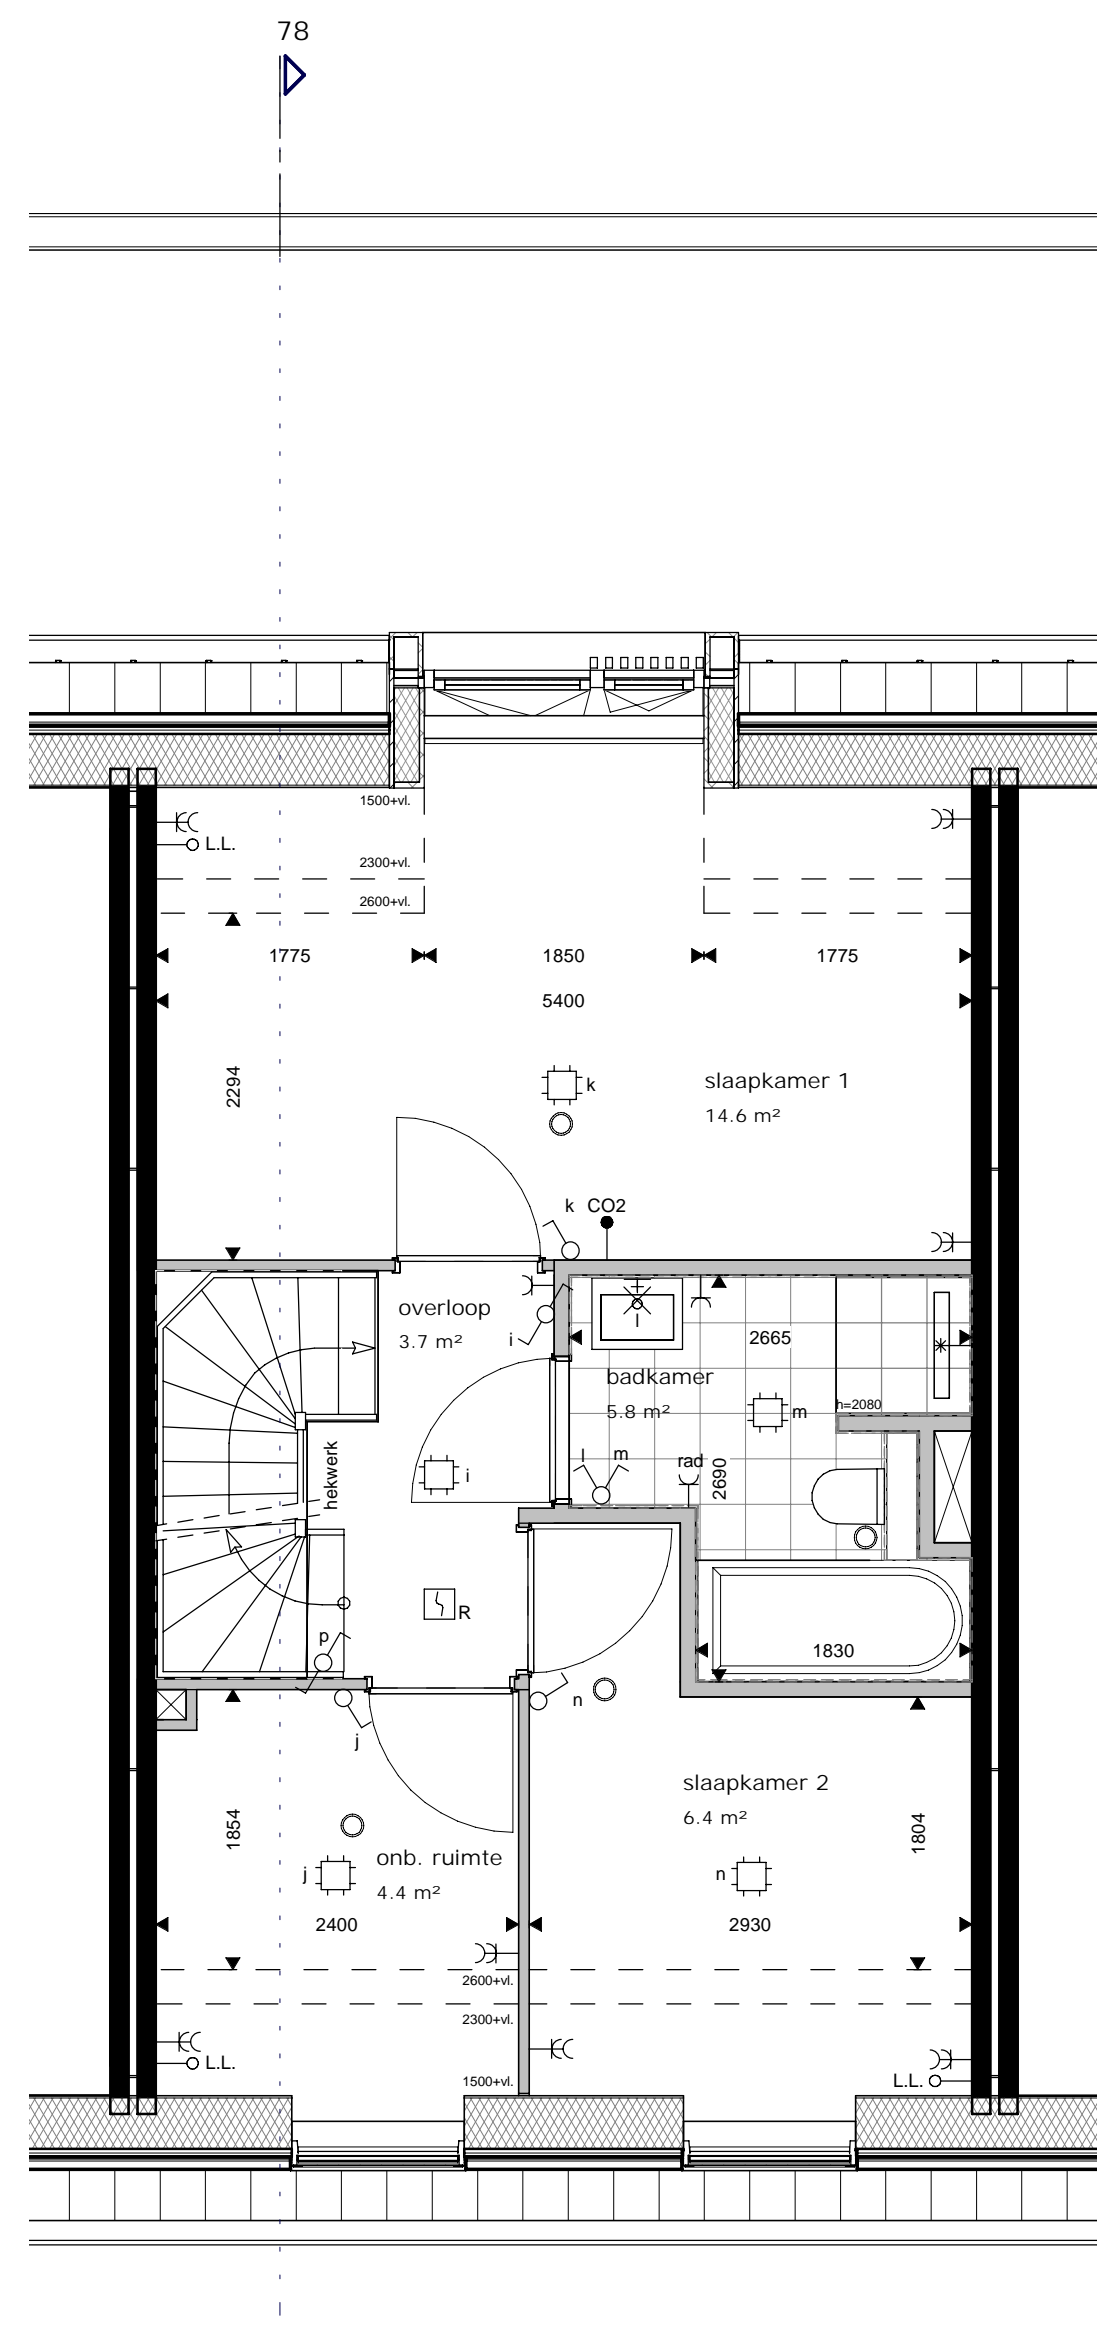 78
1500+vl.
L.L.
2300+vl.
2600+vl.
1775
1850
1775
5400
2294
k
slaapkamer 1
14.6 m²
k
CO2
overloop
3.7 m²
i
l
2665
badkamer
5.8 m²
m
h=2080
hekwerk
i
l
m
rad
2690
R
p
1830
n
j
slaapkamer 2
6.4 m²
1854
1804
onb. ruimte
4.4 m²
j
n
2400
2930
2600+vl.
2300+vl.
L.L.
1500+vl.
L.L.